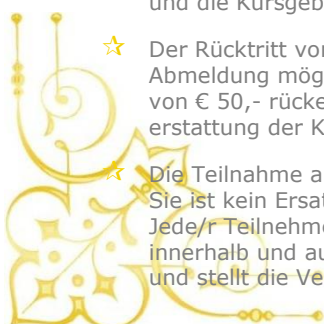 und die Kursgeb
Der Rücktritt vo
Abmeldung mög
von € 50,- rücke
erstattung der K
Die Teilnahme a
Sie ist kein Ersat
Jede/r Teilnehme
innerhalb und au
und stellt die Ve